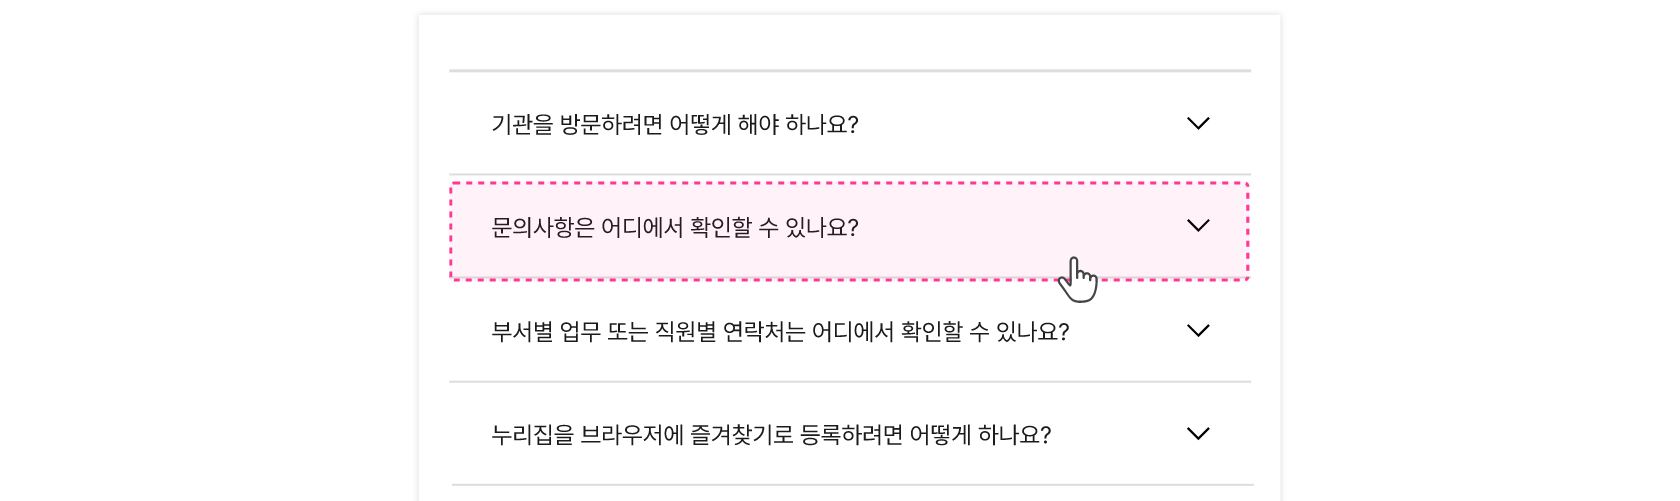 기관을 방문하려면 어떻게 해야 하나요?
문의사항은 어디에서 확인할 수 있나요?
부서별 업무 또는 직원별 연락처는 어디에서 확인할 수 있나요?
누리집을 브라우저에 즐겨찾기로 등록하려면 어떻게 하나요?